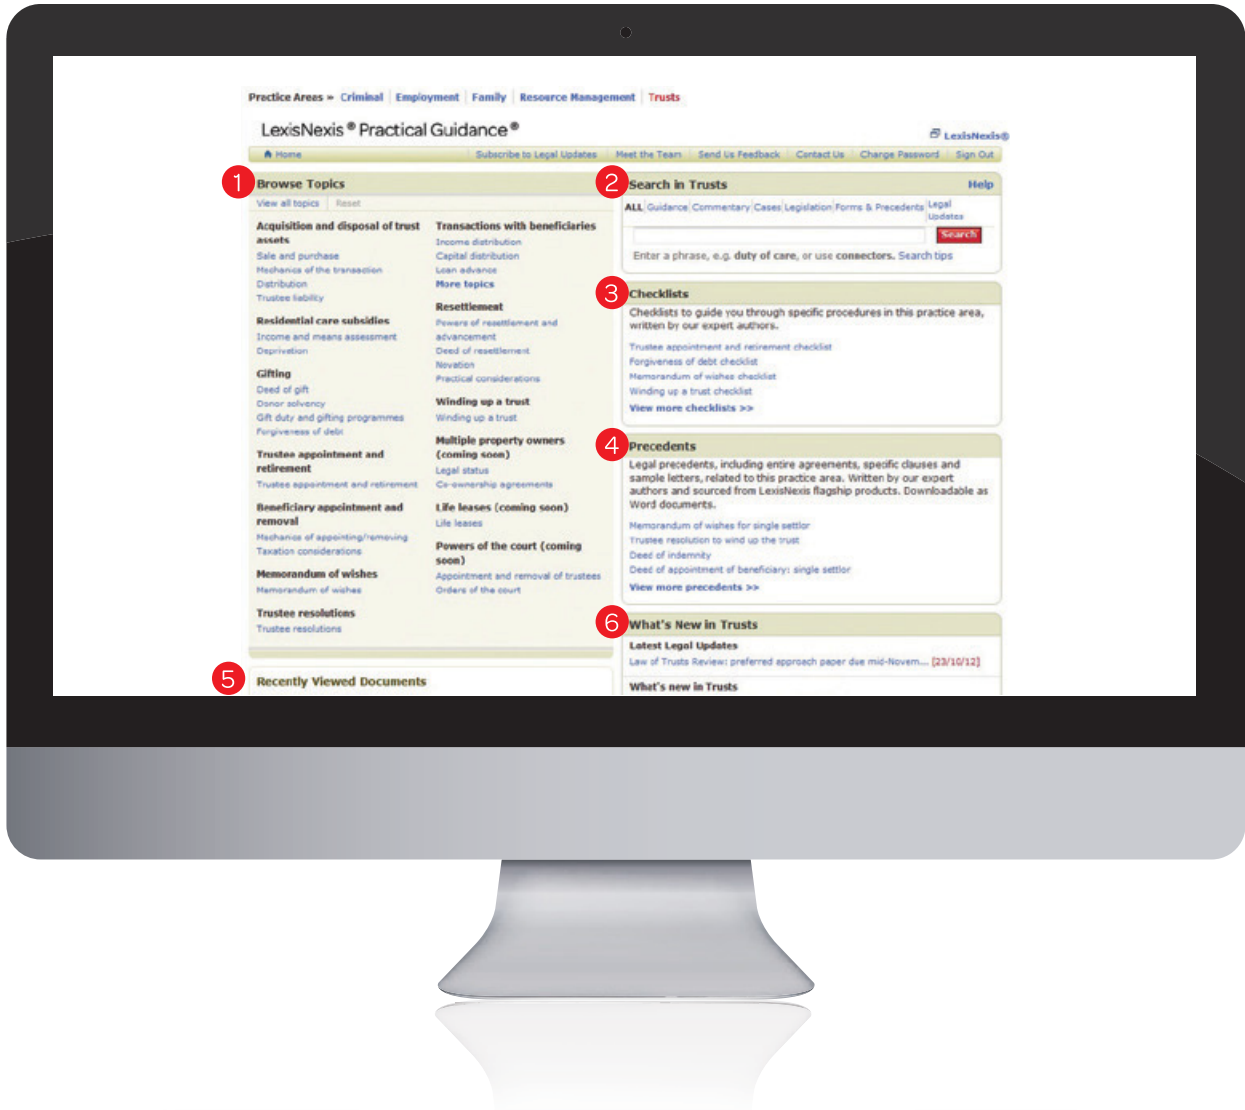 Practice Areas » Criminal Employment Family Resource Management Trusts
LexisNexis® Practical Guidance®
LexisNexis®
Home Subscribe to Legal Updates Meet the Team Send Us Feedback Contact Us Change Password Sign Out
1 Browse Topics
View all topics Reset
Acquisition and disposal of trust
assets
Sale and purchase
Mechanics of the transaction
Distribution
Trustee liability
Residential care subsidies
Income and means assessment
Deprivation
Gifting
Deed of gift
Donor solvency
Gift duty and gifting programmes
Forgiveness of debt
Trustee appointment and
retirement
Trustee appointment and retirement
Beneficiary appointment and
removal
Mechanics of appointing/removing
Taxation considerations
Memorandum of wishes
Memorandum of wishes
Trustee resolutions
Trustee resolutions
Transactions with beneficiaries
Income distribution
Capital distribution
Loan advance
More topics
Resettlement
Powers of resettlement and
advancement
Deed of resettlement
Novation
Practical considerations
Winding up a trust
Winding up a trust
Multiple property owners
(coming soon)
Legal status
Co-ownership agreements
Life leases (coming soon)
Life leases
Powers of the court (coming
soon)
Appointment and removal of trustees
Orders of the court
5 Recently Viewed Documents
2 Search in Trusts Help
ALL Guidance Commentary Cases Legislation Forms & Precedents Legal
Updates
Search
Enter a phrase, e.g. duty of care, or use connectors. Search tips
3 Checklists
Checklists to guide you through specific procedures in this practice area,
written by our expert authors.
Trustee appointment and retirement checklist
Forgiveness of debt checklist
Memorandum of wishes checklist
Winding up a trust checklist
View more checklists >>
4 Precedents
Legal precedents, including entire agreements, specific clauses and
sample letters, related to this practice area. Written by our expert
authors and sourced from LexisNexis flagship products. Downloadable as
Word documents.
Memorandum of wishes for single settlor
Trustee resolution to wind up the trust
Deed of indemnity
Deed of appointment of beneficiary: single settlor
View more precedents >>
6 What's New in Trusts
Latest Legal Updates
Law of Trusts Review: preferred approach paper due mid-Novem... [23/10/12]
What's new in Trusts